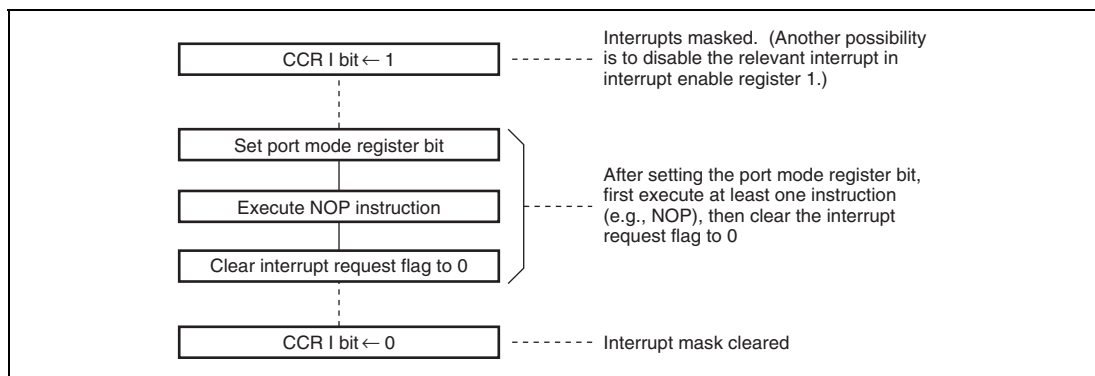 CCR I bit ← 1
Interrupts masked. (Another possibility
is to disable the relevant interrupt in
interrupt enable register 1.)
Set port mode register bit
Execute NOP instruction
Clear interrupt request flag to 0
After setting the port mode register bit,
first execute at least one instruction
(e.g., NOP), then clear the interrupt
request flag to 0
CCR I bit ← 0
Interrupt mask cleared